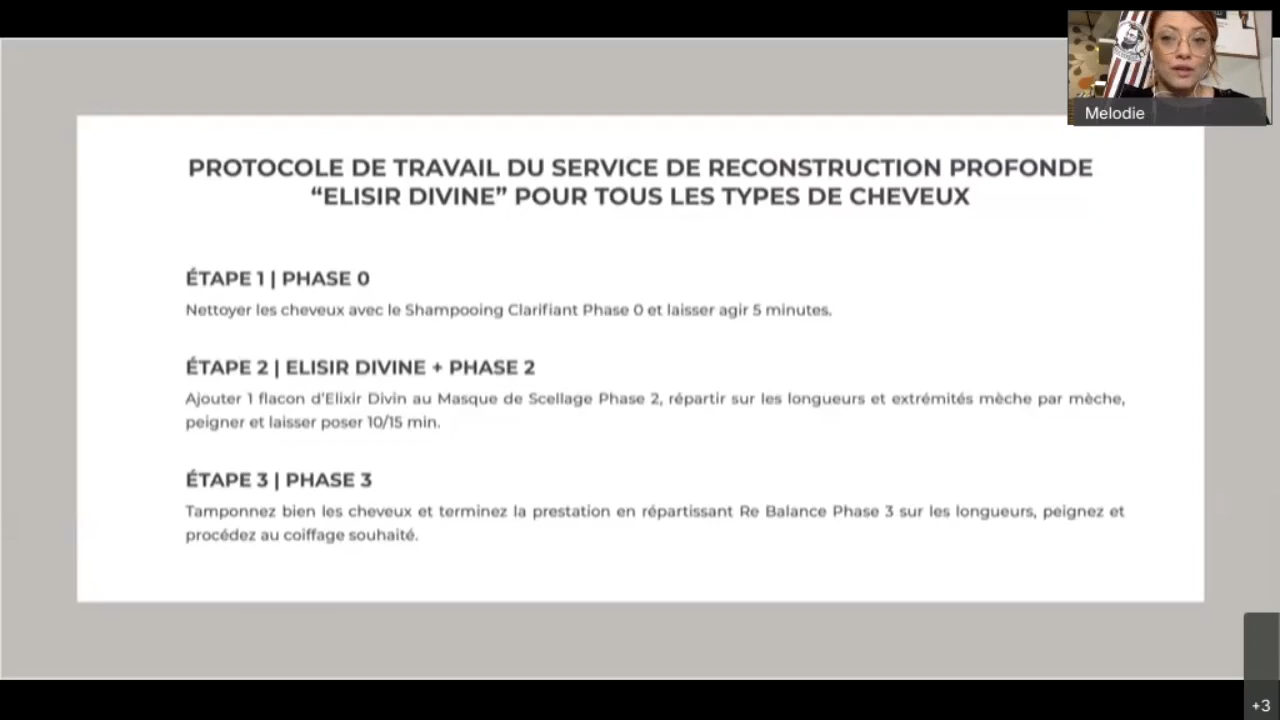 Melodie
PROTOCOLE DE TRAVAIL DU SERVICE DE RECONSTRUCTION PROFONDE
“ELISIR DIVINE” POUR TOUS LES TYPES DE CHEVEUX
ÉTAPE 1 | PHASE 0
Nettoyer les cheveux avec le Shampooing Clarifiant Phase 0 et laisser agir 5 minutes.
ÉTAPE 2 | ELISIR DIVINE + PHASE 2
Ajouter 1 flacon d’Elixir Divin au Masque de Scellage Phase 2, répartir sur les longueurs et extrémités mèche par mèche,
peigner et laisser poser 10/15 min.
ÉTAPE 3 | PHASE 3
Tamponnez bien les cheveux et terminez la prestation en répartissant Re Balance Phase 3 sur les longueurs, peignez et
procédez au coiffage souhaité.
+3